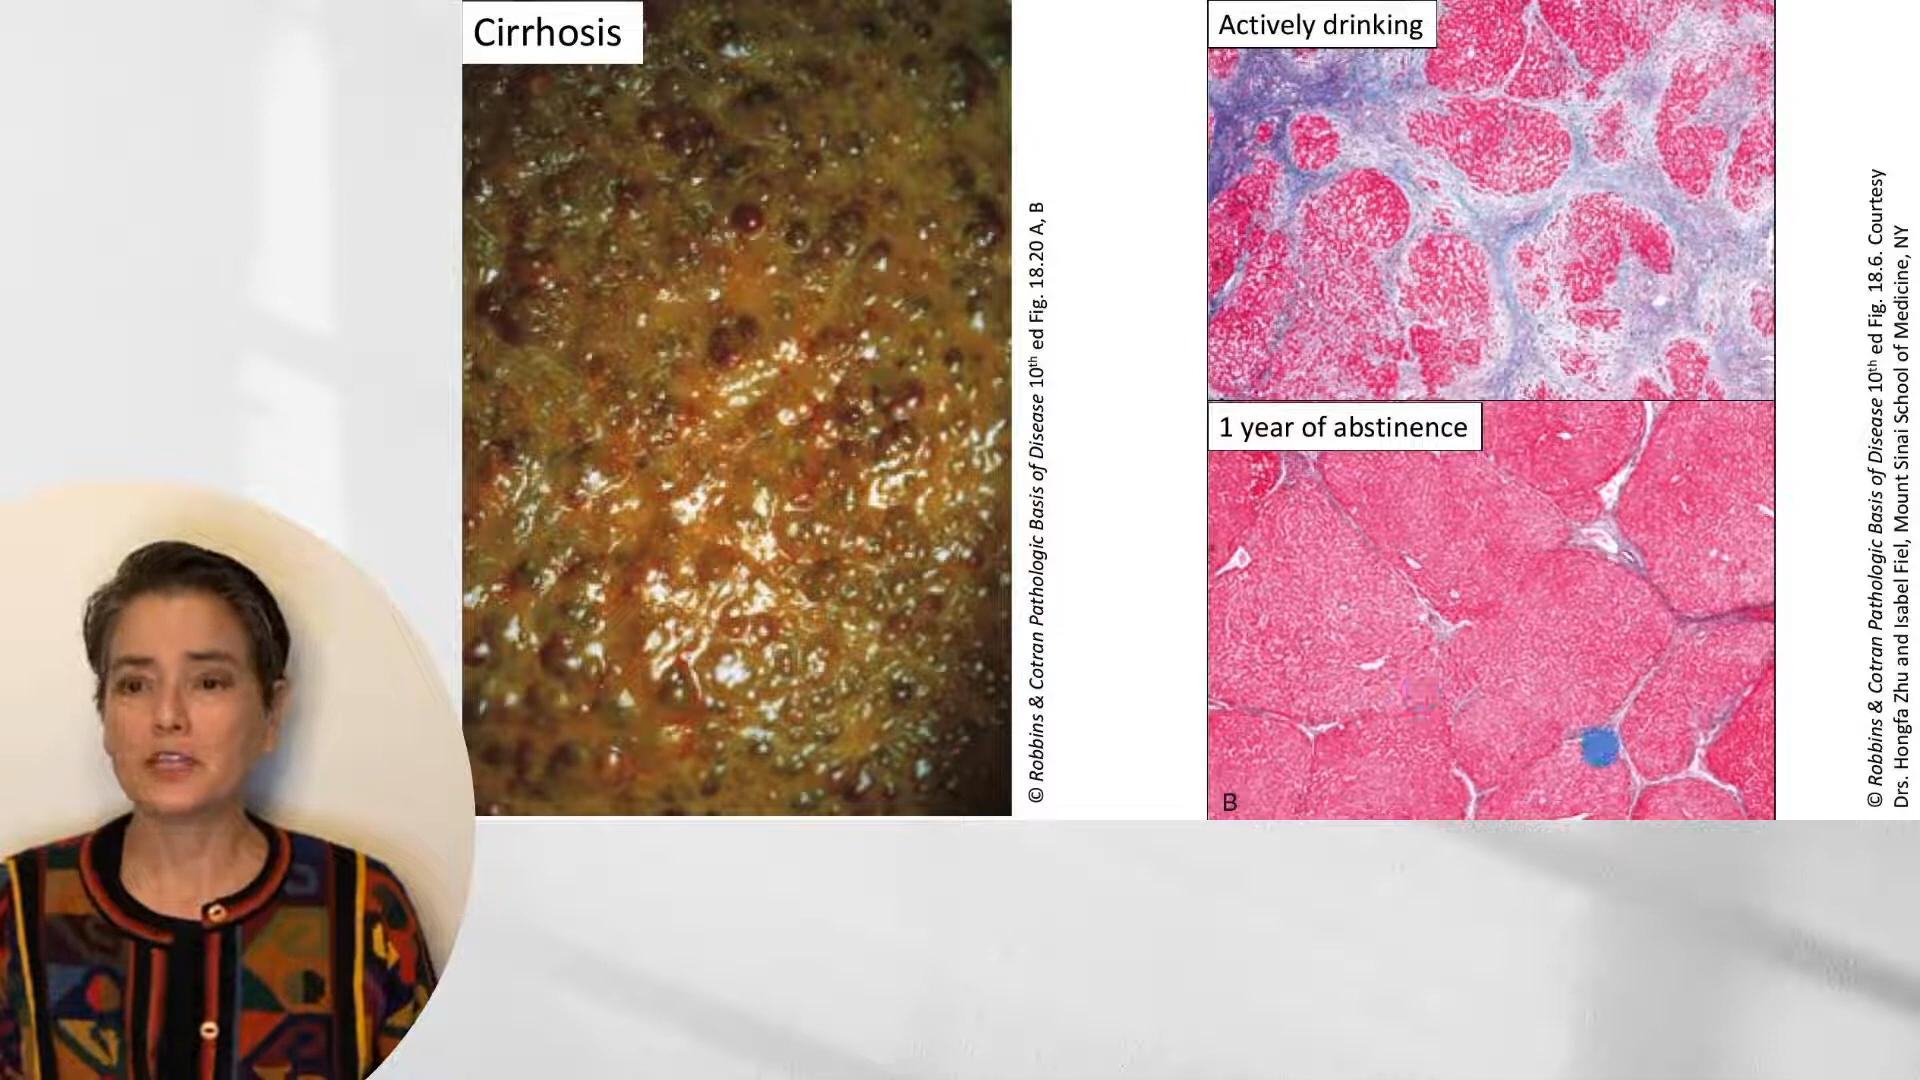 Cirrhosis
© Robbins & Cotran Pathologic Basis of Disease 10th ed Fig. 18.20 A, B
Actively drinking
1 year of abstinence
B
© Robbins & Cotran Pathologic Basis of Disease 10th ed Fig. 18.6. Courtesy
Drs. Hongfa Zhu and Isabel Fiel, Mount Sinai School of Medicine, NY